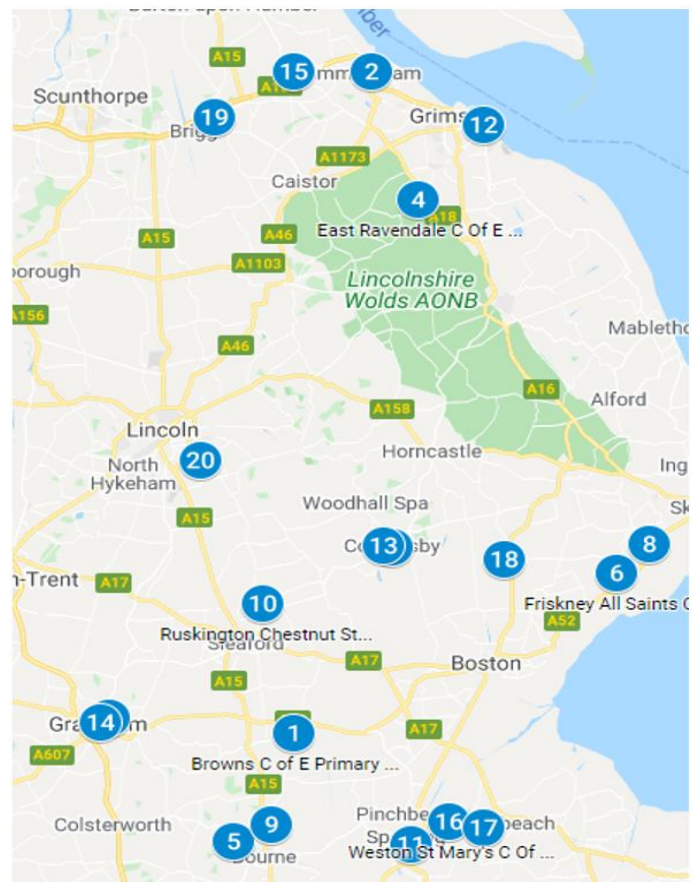 A15
15
2
Scunthorpe
19
12
A1173
Caistor
4
A18
East Ravendale C Of E ...
A15
A46
A1103
Lincolnshire
Wolds AONB
A156
A46
A16
A158
Alford
Lincoln
20
North
Hykeham
Horncastle
A15
Woodhall Spa
13
18
8
6
A17
10
Friskney All Saints
Ruskington Chestnut St...
A52
Sleaford
A17
Boston
A15
14
1
A17
A607
Browns C of E Primary ...
A15
Colsterworth
9
16
17
5
11
Weston St Mary's C Of ...